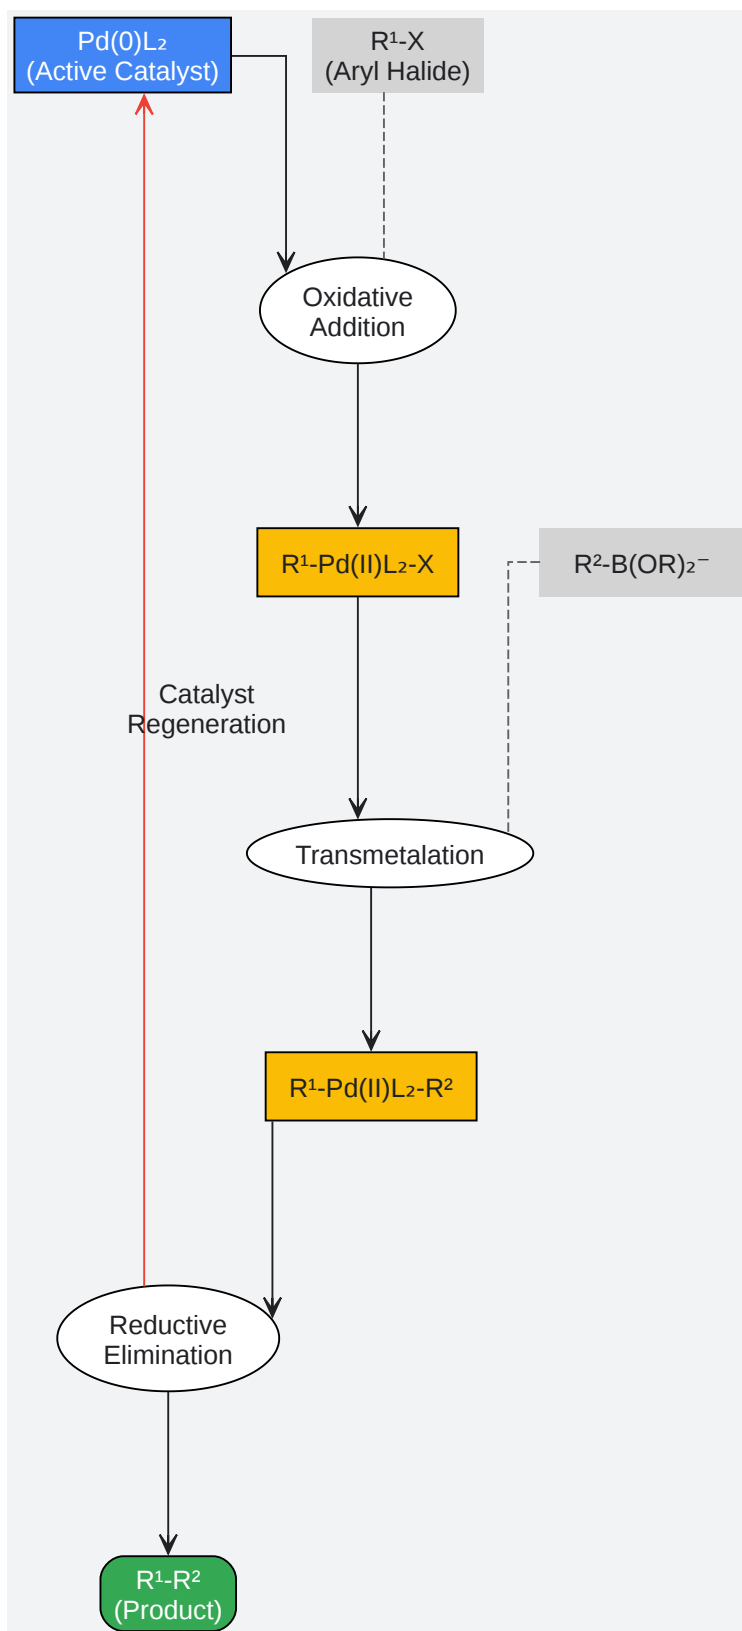 Pd(0)L₂
(Active Catalyst)
R¹-X
(Aryl Halide)
Oxidative
Addition
R¹-Pd(II)L₂-X
R²-B(OR)₂⁻
Catalyst
Regeneration
Transmetalation
R¹-Pd(II)L₂-R²
Reductive
Elimination
R¹-R²
(Product)